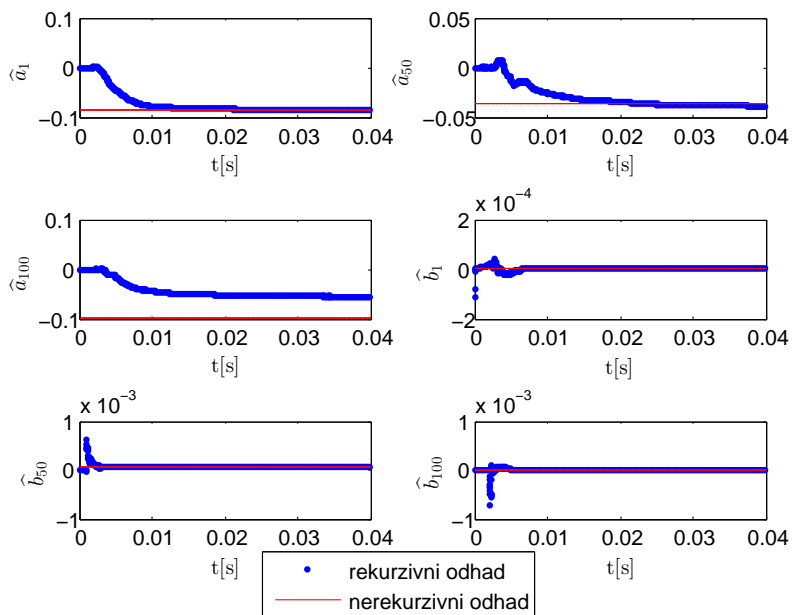 0.1
0
−0.1
â₁
0 0.01 0.02 0.03 0.04
t[s]
0.05
0
−0.05
â₅₀
0 0.01 0.02 0.03 0.04
t[s]
0.1
0
−0.1
â₁₀₀
0 0.01 0.02 0.03 0.04
t[s]
x 10⁻⁴
2
0
−2
b̂₁
0 0.01 0.02 0.03 0.04
t[s]
x 10⁻³
1
0
−1
b̂₅₀
0 0.01 0.02 0.03 0.04
t[s]
x 10⁻³
1
0
−1
b̂₁₀₀
0 0.01 0.02 0.03 0.04
t[s]
rekurzivni odhad
nerekurzivni odhad